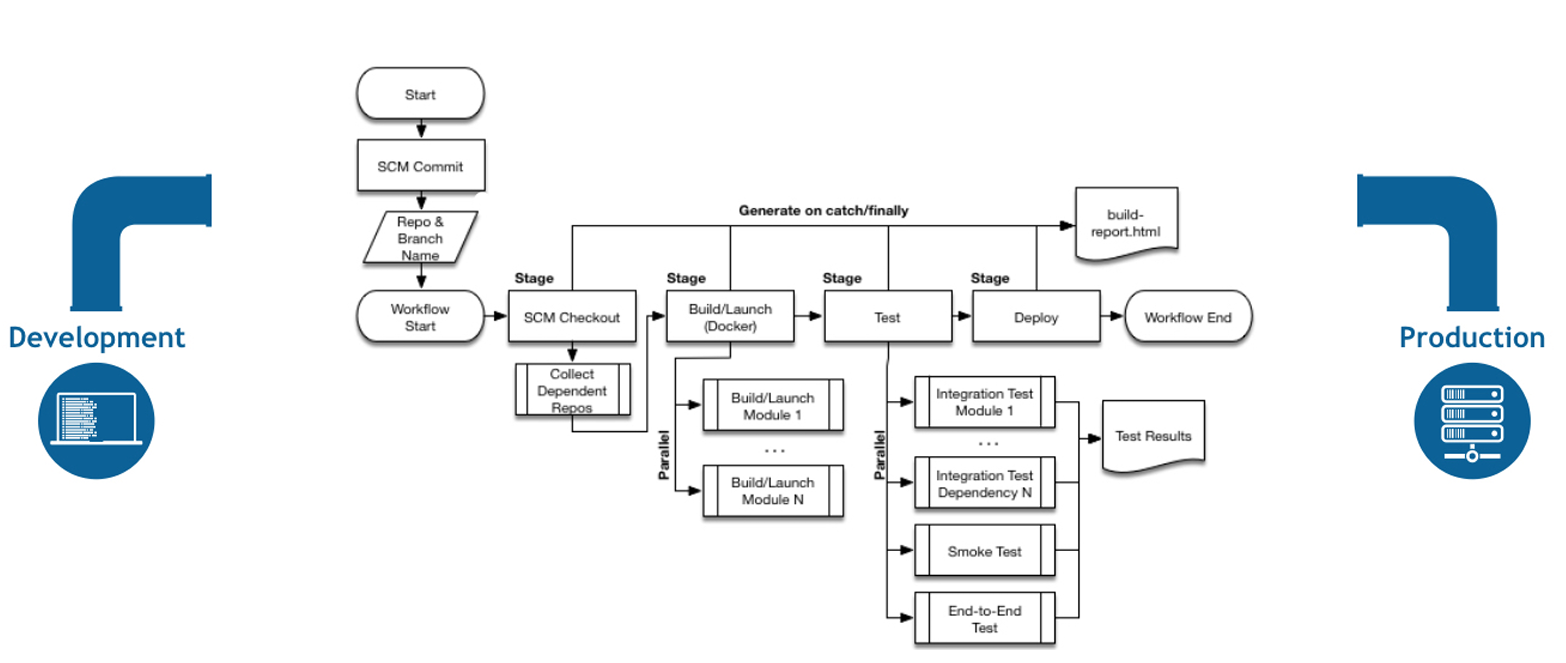 Start
SCM Commit
Repo &
Branch
Name
Workflow
Start
Development
Generate on catch/finally
build-
report.html
Stage
SCM Checkout
Collect
Dependent
Repos
Stage
Build/Launch
(Docker)
Parallel
Build/Launch
Module 1
...
Build/Launch
Module N
Stage
Test
Parallel
Integration Test
Module 1
...
Integration Test
Dependency N
Smoke Test
End-to-End
Test
Test Results
Stage
Deploy
Workflow End
Production